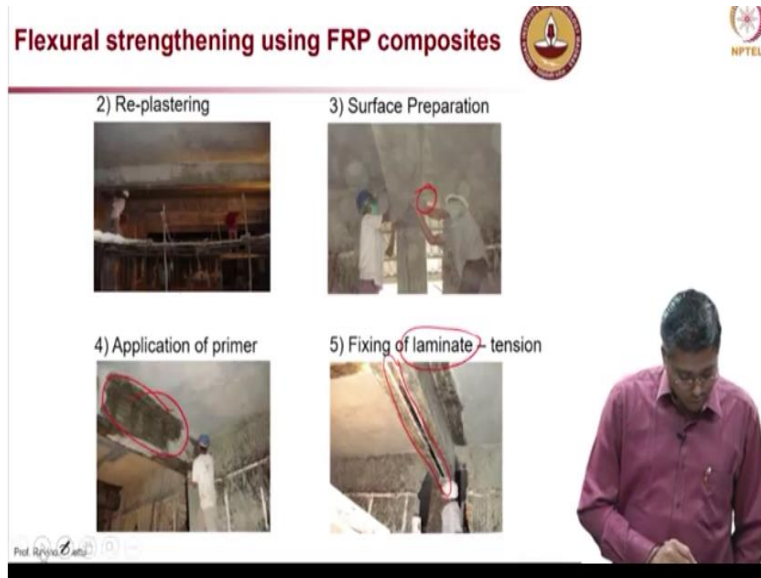 Flexural strengthening using FRP composites
NPTEL
2) Re-plastering
3) Surface Preparation
4) Application of primer
5) Fixing of laminate – tension
Prof.